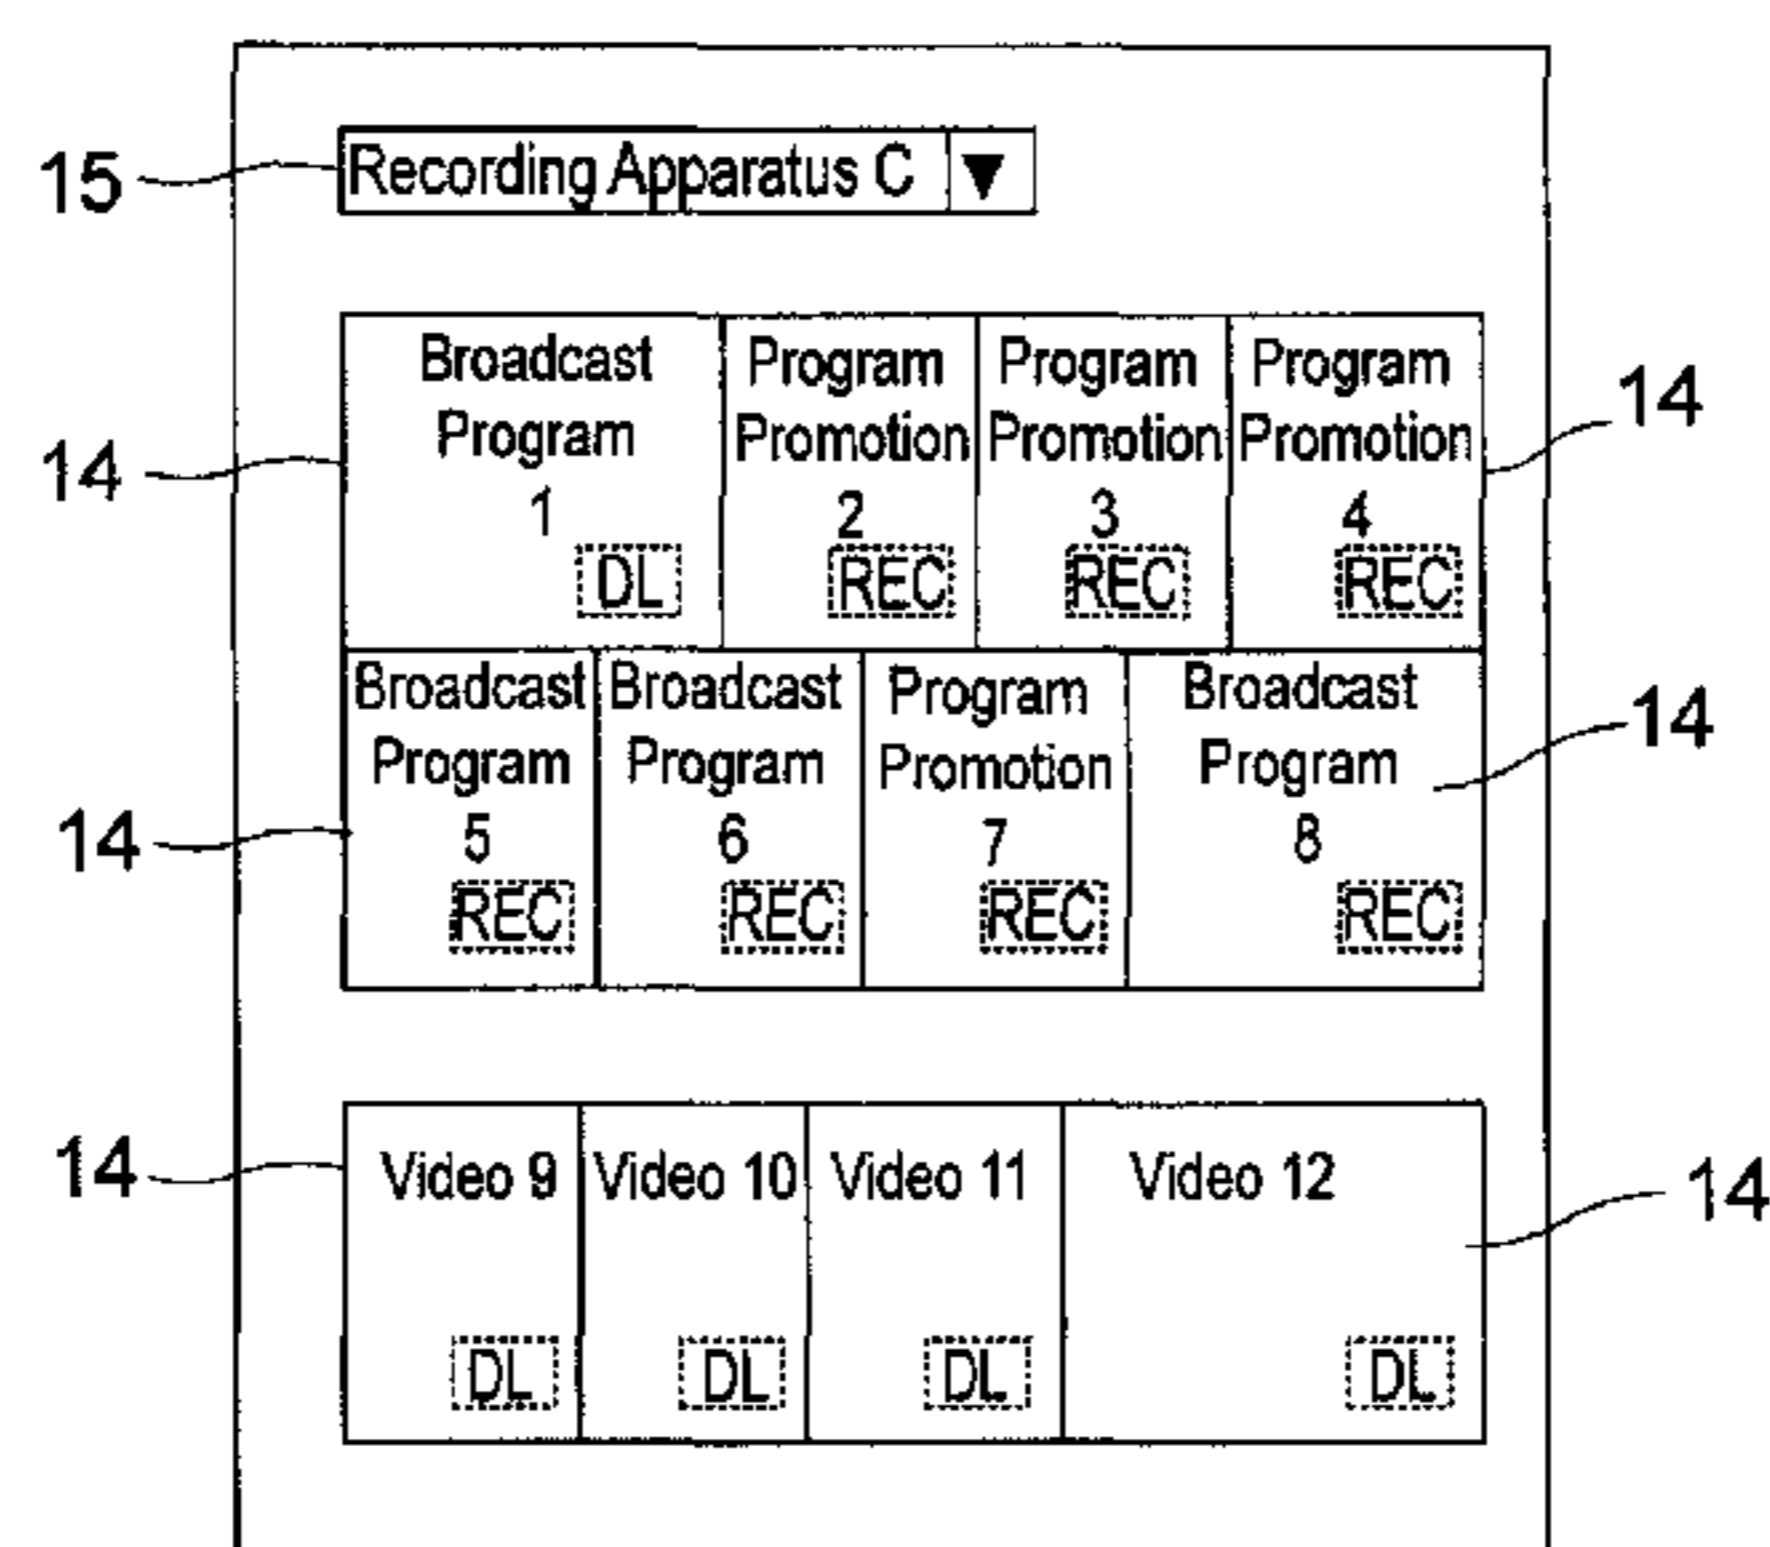 15 Recording Apparatus C ▼
Broadcast Program Program Program
Program Promotion Promotion Promotion
1 2 3 4
DL REC REC REC
14 14
Broadcast Broadcast Program Broadcast
Program Program Promotion Program
5 6 7 8
REC REC REC REC
14 14
Video 9 Video 10 Video 11 Video 12
DL DL DL DL
14 14